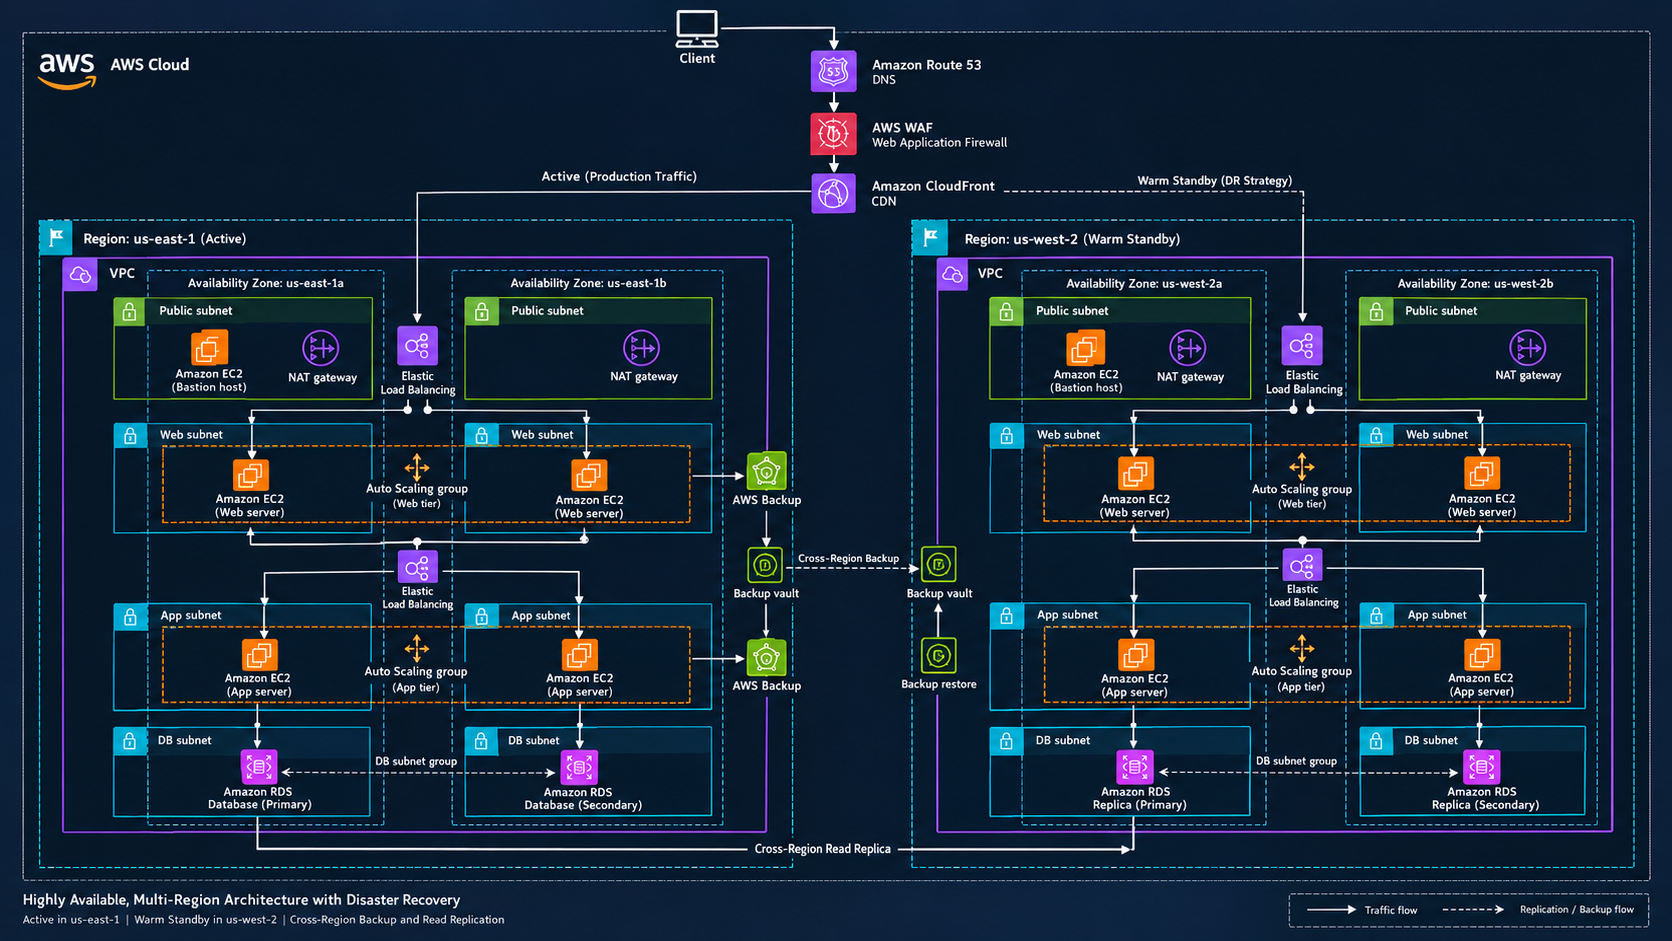 Client
aws
AWS Cloud
Amazon Route 53
DNS
AWS WAF
Web Application Firewall
Amazon CloudFront
CDN
Active (Production Traffic)
Warm Standby (DR Strategy)
Region: us-east-1 (Active)
VPC
Availability Zone: us-east-1a
Availability Zone: us-east-1b
Public subnet
Public subnet
Amazon EC2
(Bastion host)
NAT gateway
Elastic
Load Balancing
NAT gateway
Web subnet
Web subnet
Amazon EC2
(Web server)
Auto Scaling group
(Web tier)
Amazon EC2
(Web server)
AWS Backup
Elastic
Load Balancing
Backup vault
Cross-Region Backup
App subnet
App subnet
Amazon EC2
(App server)
Auto Scaling group
(App tier)
Amazon EC2
(App server)
AWS Backup
DB subnet
DB subnet
DB subnet group
Amazon RDS
Database (Primary)
Amazon RDS
Database (Secondary)
Cross-Region Read Replica
Region: us-west-2 (Warm Standby)
VPC
Availability Zone: us-west-2a
Availability Zone: us-west-2b
Public subnet
Public subnet
Amazon EC2
(Bastion host)
NAT gateway
Elastic
Load Balancing
NAT gateway
Web subnet
Web subnet
Amazon EC2
(Web server)
Auto Scaling group
(Web tier)
Amazon EC2
(Web server)
Backup vault
Elastic
Load Balancing
Backup restore
App subnet
App subnet
Amazon EC2
(App server)
Auto Scaling group
(App tier)
Amazon EC2
(App server)
DB subnet
DB subnet
DB subnet group
Amazon RDS
Replica (Primary)
Amazon RDS
Replica (Secondary)
Highly Available, Multi-Region Architecture with Disaster Recovery
Active in us-east-1 | Warm Standby in us-west-2 | Cross-Region Backup and Read Replication
Traffic flow
Replication / Backup flow